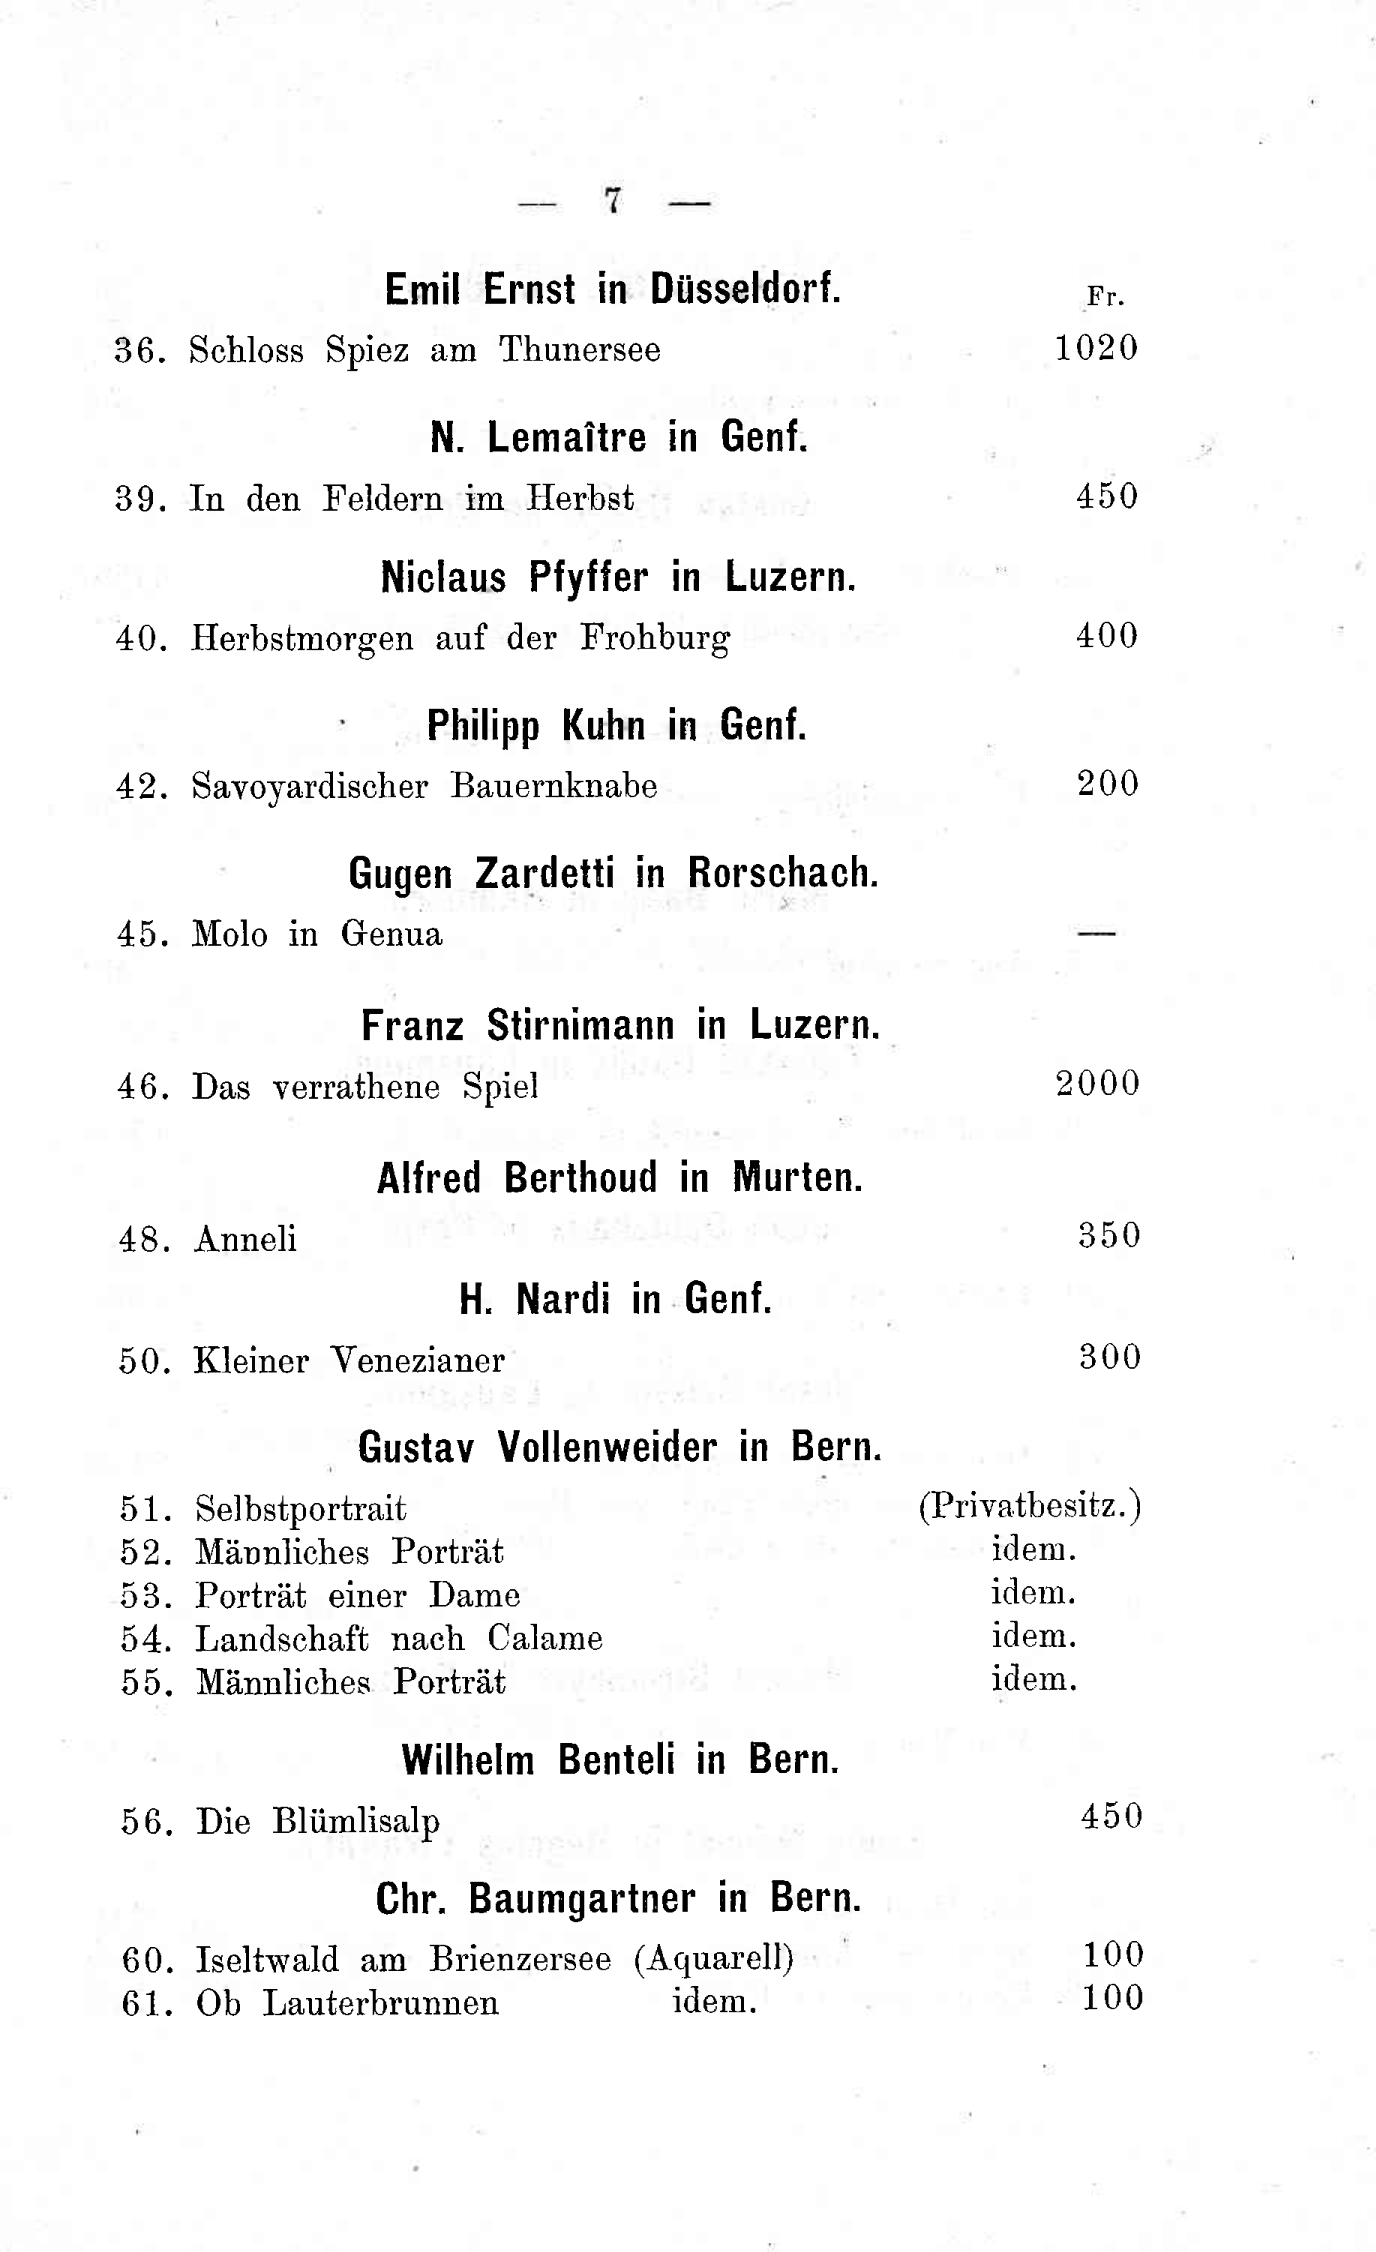 — 7 —
Emil Ernst in Düsseldorf. Fr.
36. Schloss Spiez am Thunersee 1020
N. Lemaître in Genf.
39. In den Feldern im Herbst 450
Niclaus Pfyffer in Luzern.
40. Herbstmorgen auf der Frohburg 400
Philipp Kuhn in Genf.
42. Savoyardischer Bauernknabe 200
Gugen Zardetti in Rorschach.
45. Molo in Genua —
Franz Stirnimann in Luzern.
46. Das verrathene Spiel 2000
Alfred Berthoud in Murten.
48. Anneli 350
H. Nardi in Genf.
50. Kleiner Venezianer 300
Gustav Vollenweider in Bern.
51. Selbstportrait (Privatbesitz.)
52. Männliches Porträt idem.
53. Porträt einer Dame idem.
54. Landschaft nach Calame idem.
55. Männliches Porträt idem.
Wilhelm Benteli in Bern.
56. Die Blümlisalp 450
Chr. Baumgartner in Bern.
60. Iseltwald am Brienzersee (Aquarell) 100
61. Ob Lauterbrunnen idem. 100